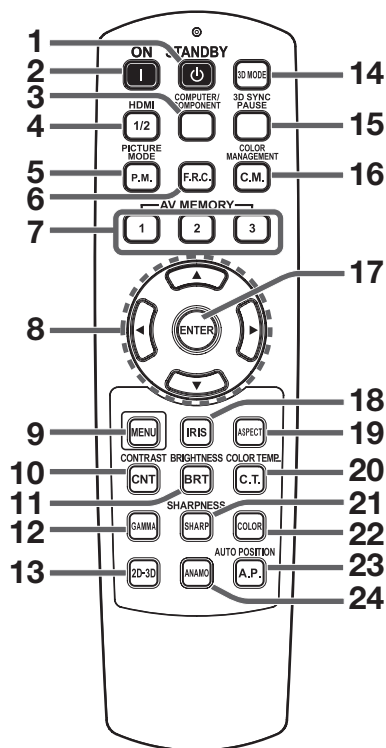 ON STANDBY
1
2 I 3D MODE 14
3 COMPUTER/COMPONENT 3D SYNC PAUSE
HDMI
4 1/2 15
PICTURE MODE COLOR MANAGEMENT
5 P.M. F.R.C. C.M. 16
6
AV MEMORY
7 1 2 3
17
8 ENTER
18
9 MENU IRIS ASPECT 19
CONTRAST BRIGHTNESS COLOR TEMP.
10 CNT BRT C.T. 20
11 SHARPNESS 21
12 GAMMA SHARP COLOR 22
AUTO POSITION
13 2D-3D ANAMO A.P. 23
24